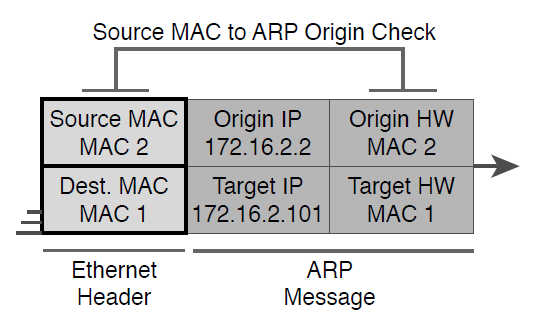 Source MAC to ARP Origin Check
Source MAC
MAC 2
Origin IP
172.16.2.2
Origin HW
MAC 2
Dest. MAC
MAC 1
Target IP
172.16.2.101
Target HW
MAC 1
Ethernet
Header
ARP
Message